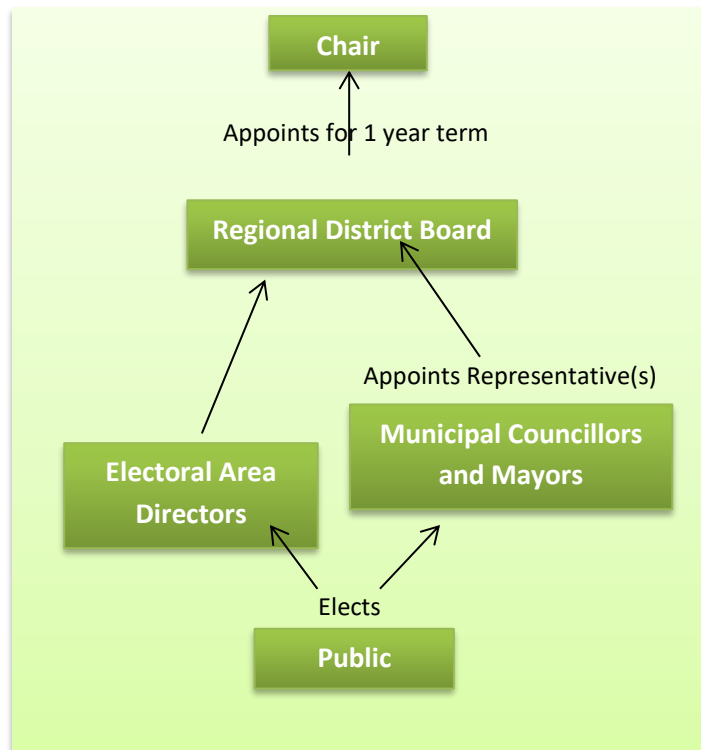 Chair
Appoints for 1 year term
Regional District Board
Appoints Representative(s)
Municipal Councillors
and Mayors
Electoral Area
Directors
Elects
Public